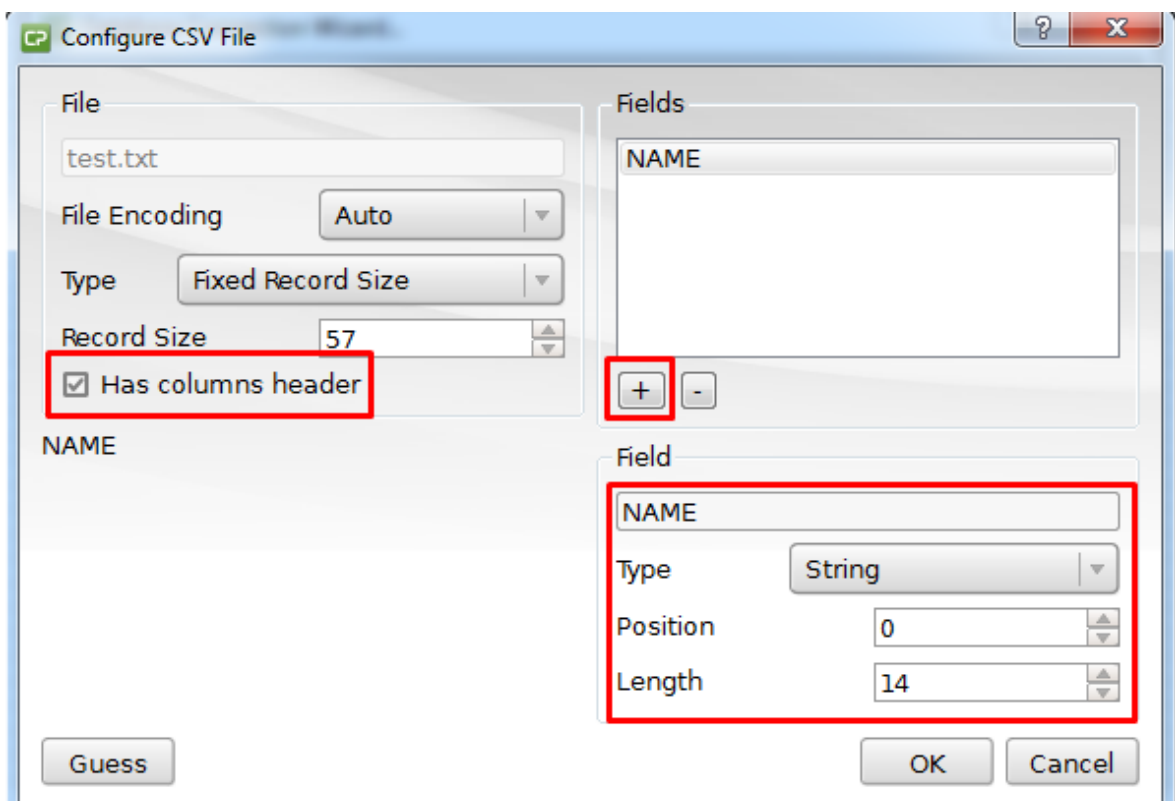 CP Configure CSV File
File
test.txt
File Encoding Auto
Type Fixed Record Size
Record Size 57
Has columns header
NAME
Fields
NAME
+ -
Field
NAME
Type String
Position 0
Length 14
Guess
OK Cancel